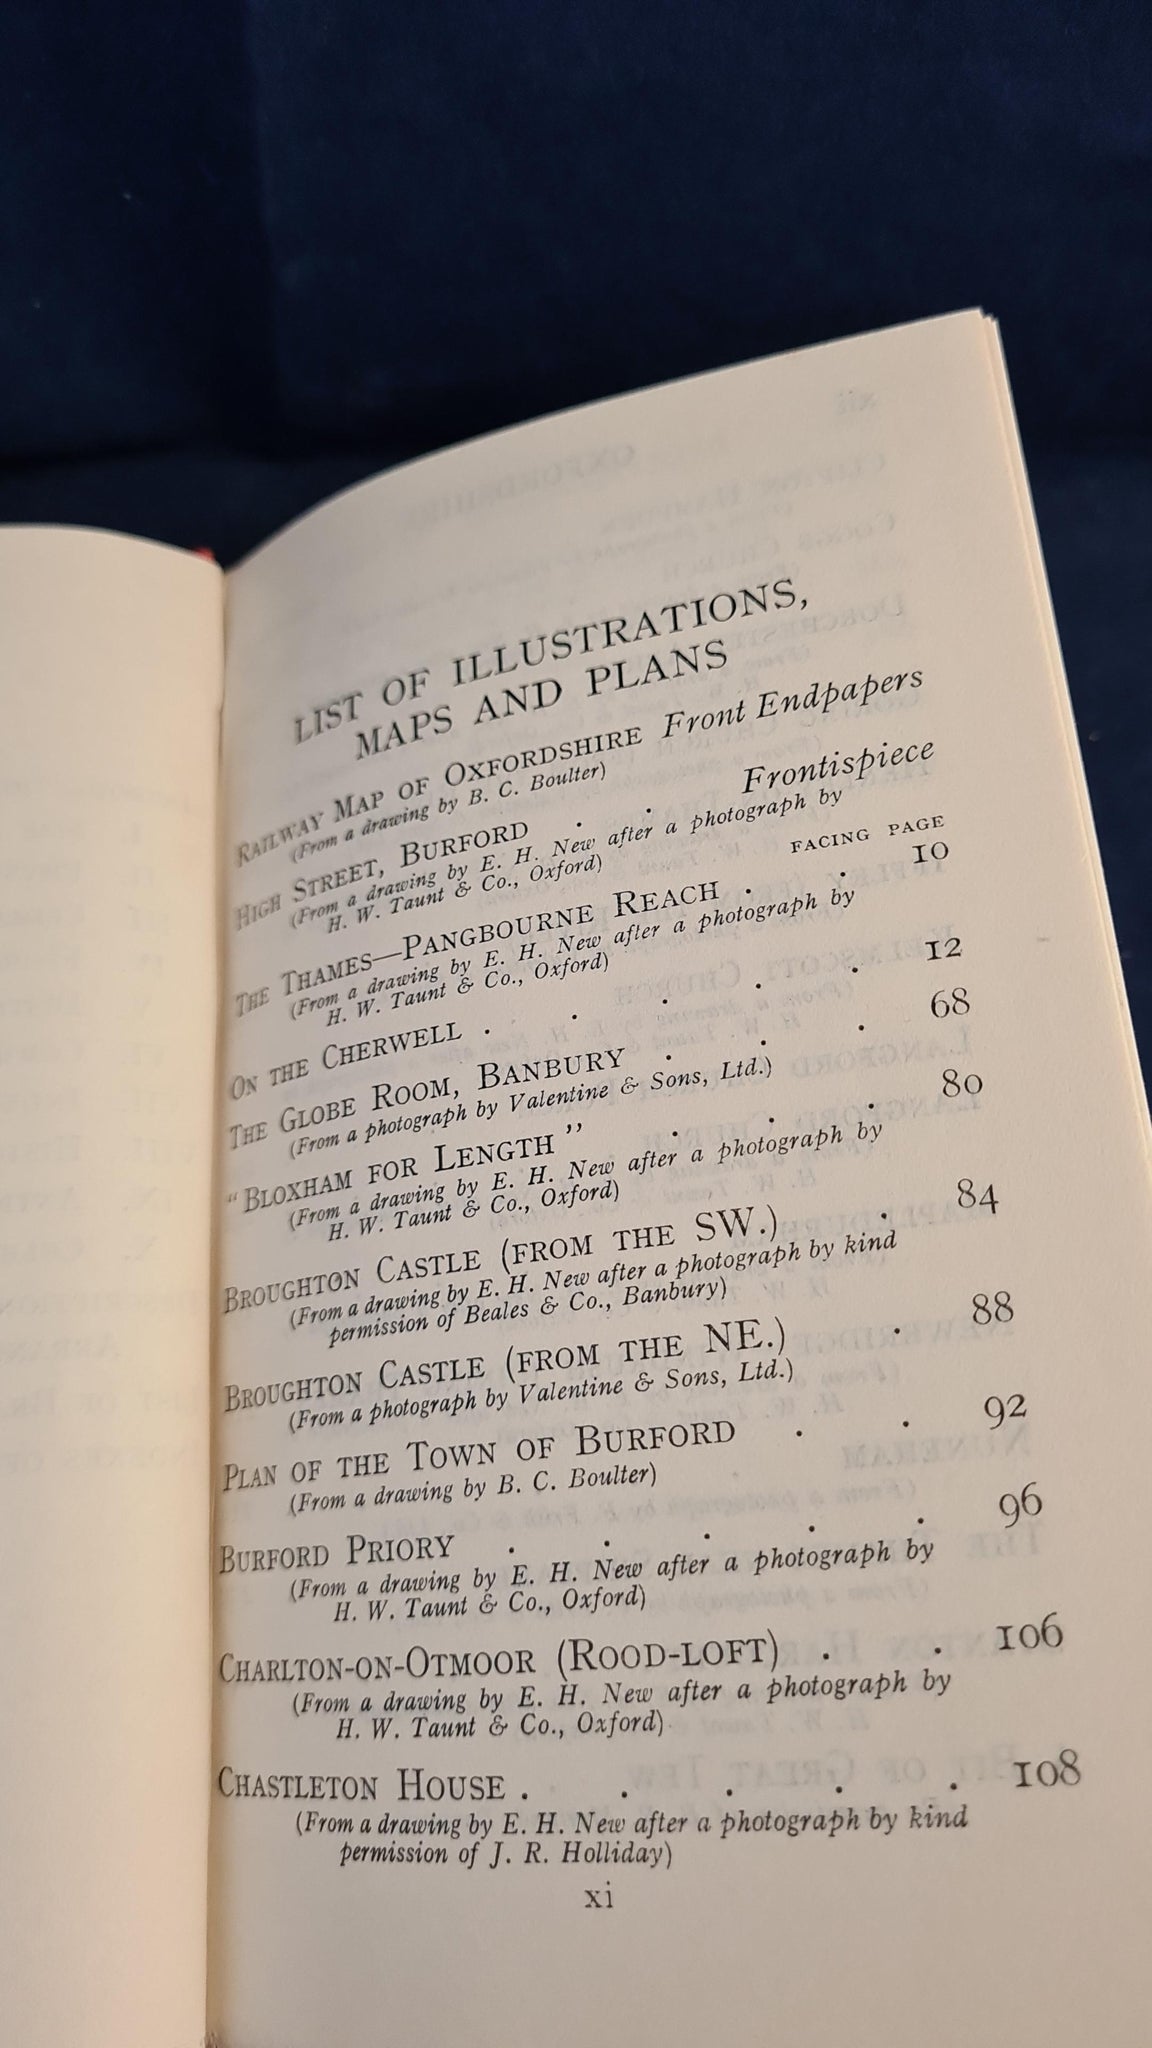 LIST OF ILLUSTRATIONS,
MAPS AND PLANS
RAILWAY MAP OF OXFORDSHIRE Front Endpapers
(From a drawing by B. C. Boulter)
HIGH STREET, BURFORD . . Frontispiece
(From a drawing by E. H. New after a photograph by
H. W. Taunt & Co., Oxford)
FACING PAGE
THE THAMES—PANGBOURNE REACH . . 10
(From a drawing by E. H. New after a photograph by
H. W. Taunt & Co., Oxford)
ON THE CHERWELL . . . . . 12
THE GLOBE ROOM, BANBURY . . . 68
(From a photograph by Valentine & Sons, Ltd.)
"BLOXHAM FOR LENGTH" . . . 80
(From a drawing by E. H. New after a photograph by
H. W. Taunt & Co., Oxford)
BROUGHTON CASTLE (FROM THE SW.) . 84
(From a drawing by E. H. New after a photograph by kind
permission of Beales & Co., Banbury)
BROUGHTON CASTLE (FROM THE NE.) . 88
(From a photograph by Valentine & Sons, Ltd.)
PLAN OF THE TOWN OF BURFORD . . 92
(From a drawing by B. C. Boulter)
BURFORD PRIORY . . . . . 96
(From a drawing by E. H. New after a photograph by
H. W. Taunt & Co., Oxford)
CHARLTON-ON-OTMOOR (ROOD-LOFT) . . 106
(From a drawing by E. H. New after a photograph by
H. W. Taunt & Co., Oxford)
CHASTLETON HOUSE . . . . . 108
(From a drawing by E. H. New after a photograph by kind
permission of J. R. Holliday)
xi